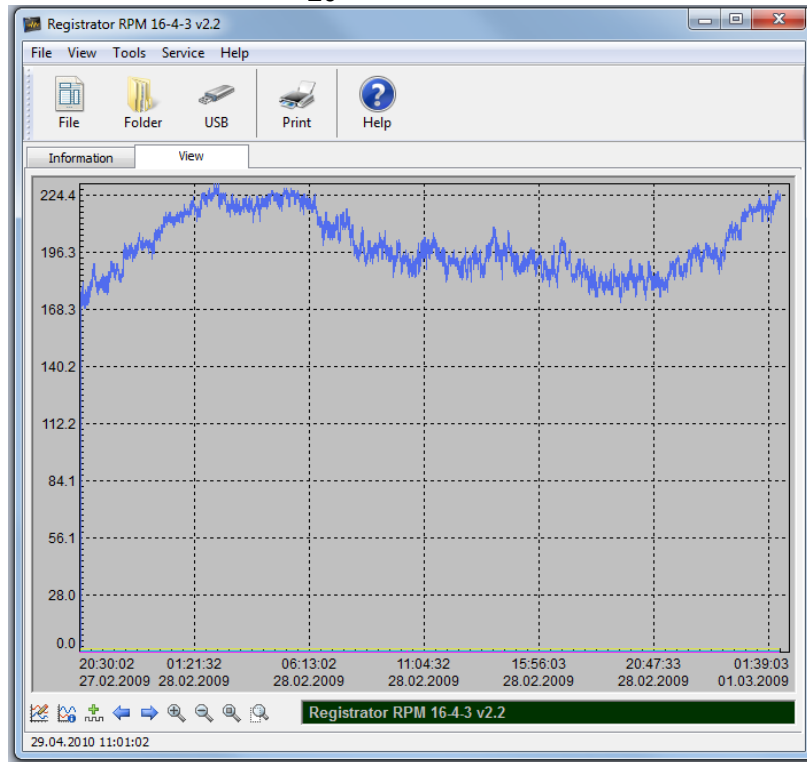 Registrator RPM 16-4-3 v2.2
File View Tools Service Help
File Folder USB Print Help
Information View
224.4
196.3
168.3
140.2
112.2
84.1
56.1
28.0
0.0
20:30:02 01:21:32 06:13:02 11:04:32 15:56:03 20:47:33 01:39:03
27.02.2009 28.02.2009 28.02.2009 28.02.2009 28.02.2009 28.02.2009 01.03.2009
Registrator RPM 16-4-3 v2.2
29.04.2010 11:01:02